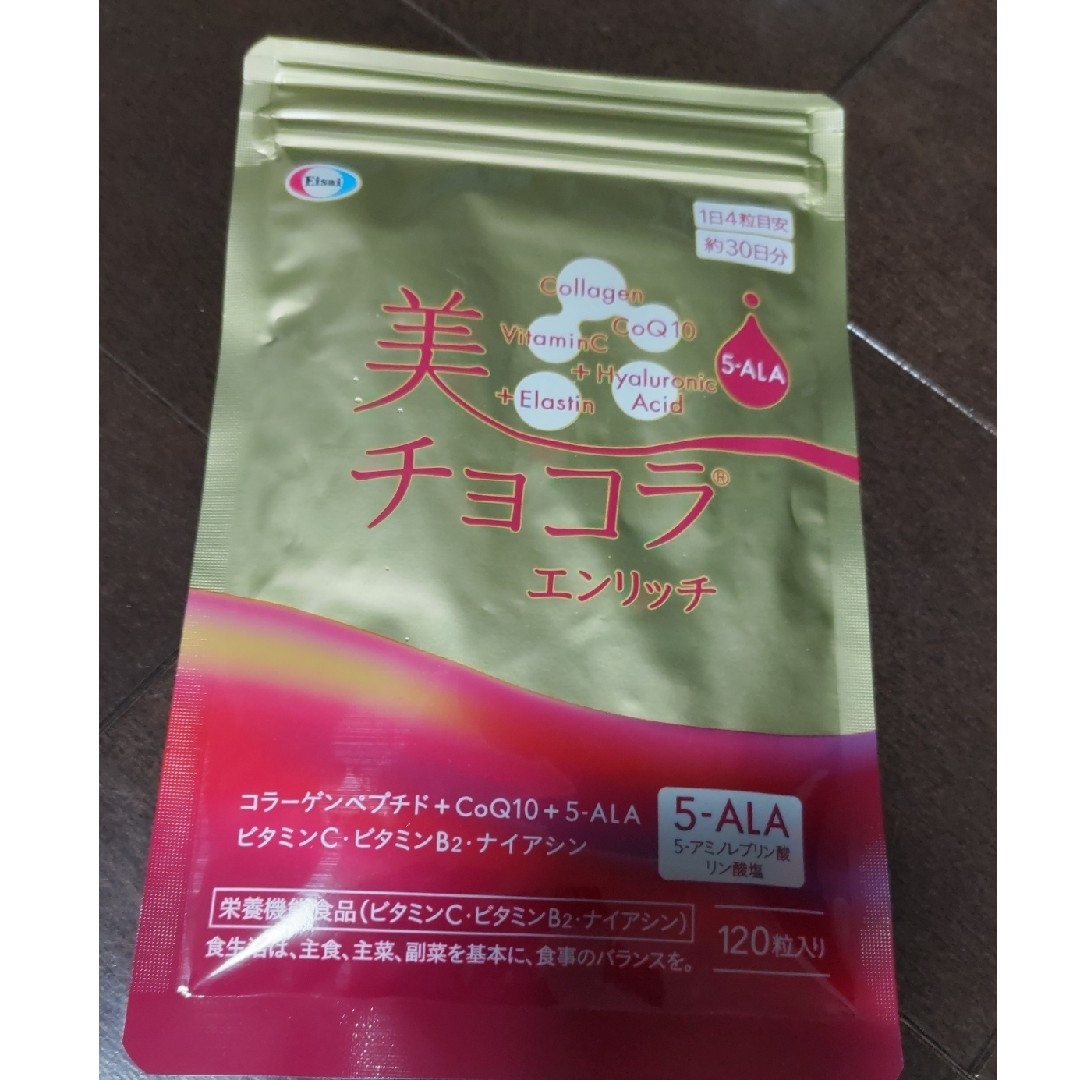 Eisai
1日4粒目安
約30日分
Collagen
VitaminC CoQ10
+ Hyaluronic Acid
+ Elastin
5-ALA
美
チョコラ®
エンリッチ
コラーゲンペプチド+CoQ10+5-ALA
ビタミンC・ビタミンB2・ナイアシン
5-ALA
5-アミノレブリン酸
リン酸塩
栄養機能食品(ビタミンC・ビタミンB2・ナイアシン)
食生活は、主食、主菜、副菜を基本に、食事のバランスを。
120粒入り